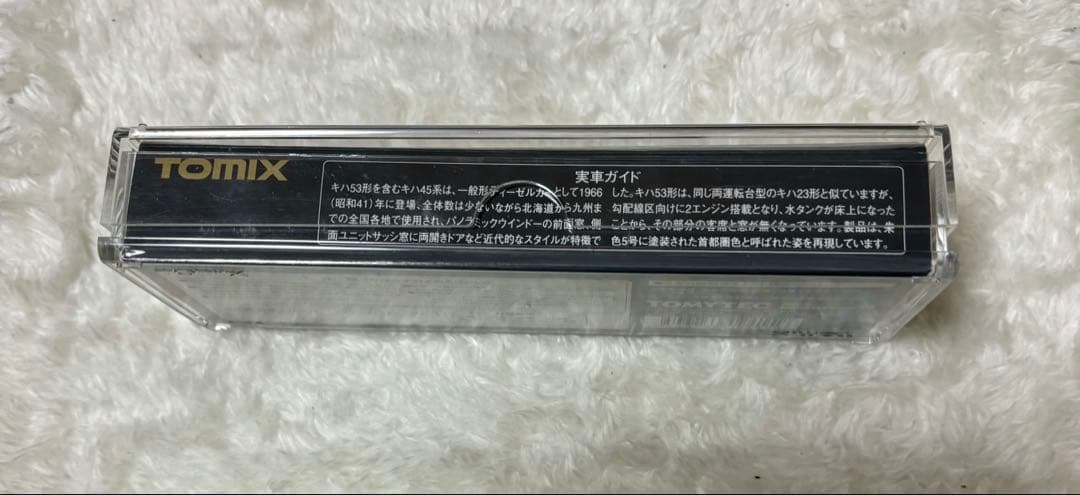 TOMIX
実車ガイド
キハ53形を含むキハ45系は、一般形ディーゼルカーとして1966
(昭和41)年に登場、全体数は少ないながら北海道から九州ま
での全国各地で使用され、パノラミックウインドーの前面窓、側
面ユニットサッシ窓に両開きドアなど近代的なスタイルが特徴で
した。キハ53形は、同じ両運転台型のキハ23形と似ていますが、
勾配線区向けに2エンジン搭載となり、水タンクが床上になった
ことから、その部分の客席と窓が無くなっています。製品は、朱
色5号に塗装された首都圏色と呼ばれた姿を再現しています。
TOMYTEC